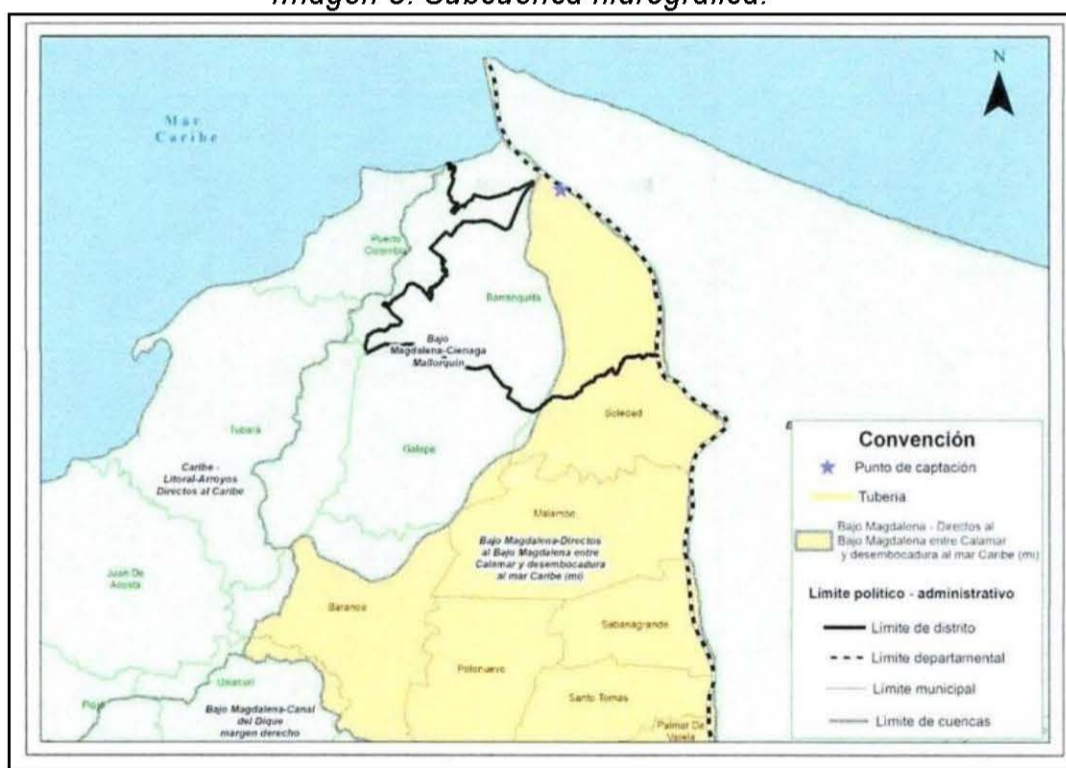 Imagen 3. Subcuenca hidrográfica.
N
Mar
Caribe
Puerto
Colombia
Barranquilla
Bajo
Magdalena-Cienaga
Mallorquin
Soledad
Tubará
Galapa
Caribe -
Litoral-Arroyos
Directos al Caribe
Malambo
Bajo Magdalena-Directos
al Bajo Magdalena entre
Calamar y desembocadura
al mar Caribe (mi)
Juan De
Acosta
Baranoa
Sabanagrande
Polonuevo
Usiacurí
Santo Tomas
Bajo Magdalena-Canal
del Dique
margen derecho
Palmar De
Varela
Convención
Punto de captación
Tuberia
Bajo Magdalena - Directos al
Bajo Magdalena entre Calamar
y desembocadura al mar Caribe (mi)
Límite político - administrativo
Límite de distrito
Límite departamental
Límite municipal
Límite de cuencas